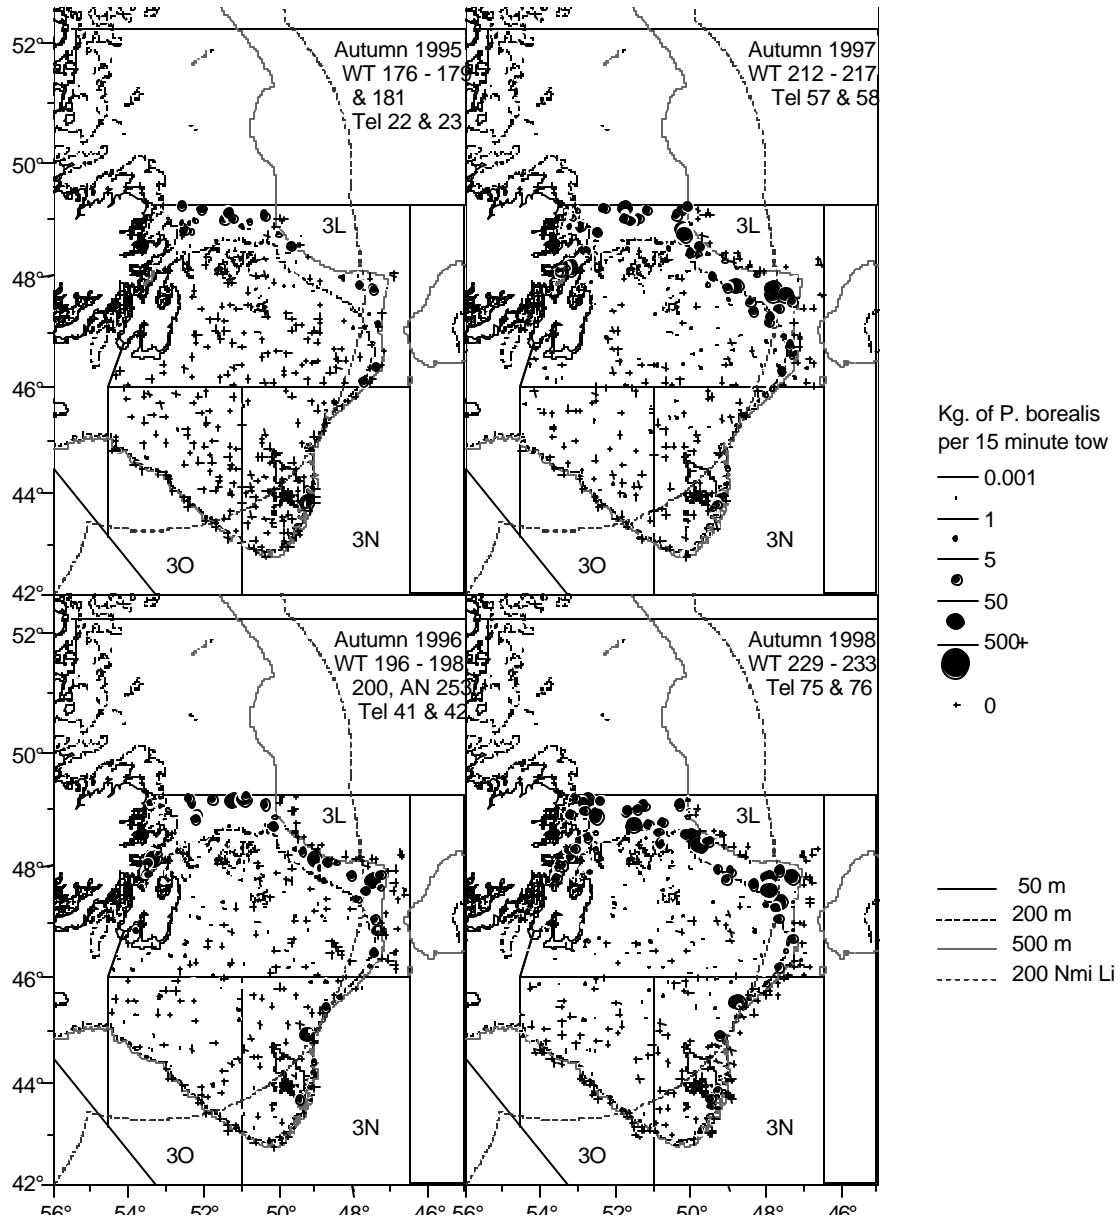 52°
50°
48°
46°
44°
42°
Autumn 1995
WT 176 - 179
& 181
Tel 22 & 23
3L
3N
3O
Autumn 1997
WT 212 - 217
Tel 57 & 58
3L
3N
3O
52°
50°
48°
46°
44°
42°
Autumn 1996
WT 196 - 198
200, AN 253
Tel 41 & 42
3L
3N
3O
Autumn 1998
WT 229 - 233
Tel 75 & 76
3L
3N
3O
56° 54° 52° 50° 48° 46° 54° 52° 50° 48° 46°
Kg. of P. borealis
per 15 minute tow
0.001
1
5
50
500+
0
50 m
200 m
500 m
200 Nmi Li